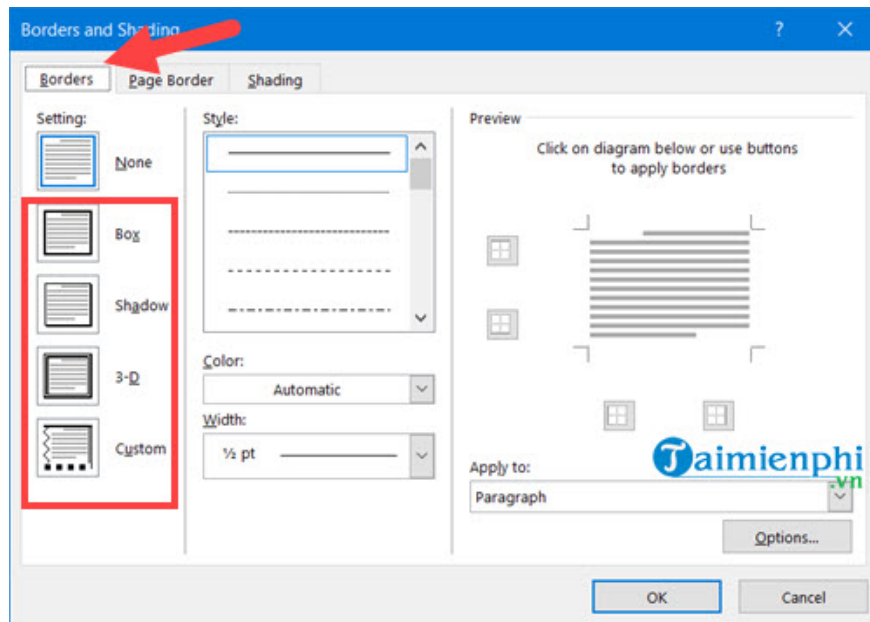 Borders and Shading
?
Borders
Page Border
Shading
Setting:
None
Box
Shadow
3-D
Custom
Style:
Color:
Automatic
Width:
½ pt
Preview
Click on diagram below or use buttons
to apply borders
Apply to:
Paragraph
Options...
Taimienphi
.vn
OK
Cancel